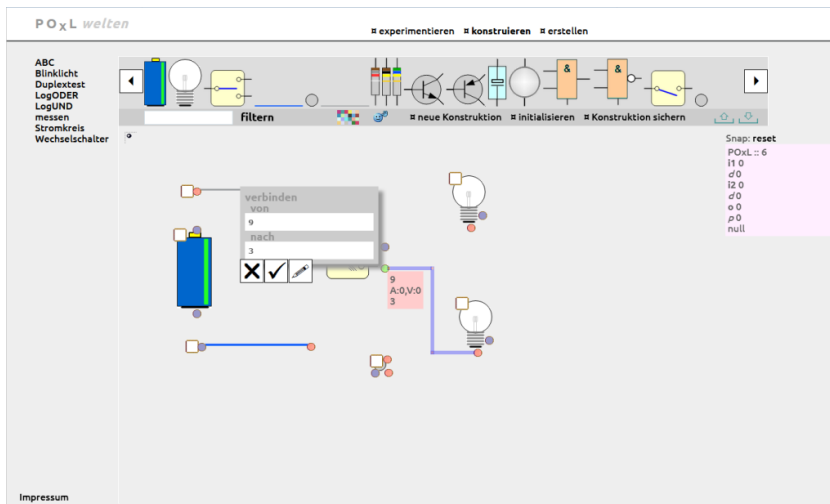 POxL welten
¤ experimentieren ¤ konstruieren ¤ erstellen
ABC
Blinklicht
Duplextest
LogODER
LogUND
messen
Stromkreis
Wechselschalter
& &
filtern
¤ neue Konstruktion ¤ initialisieren ¤ Konstruktion sichern
Snap: reset
POxL :: 6
i1 0
d 0
i2 0
d 0
o 0
p 0
null
verbinden
von
9
nach
3
9
A:0,V:0
3
Impressum